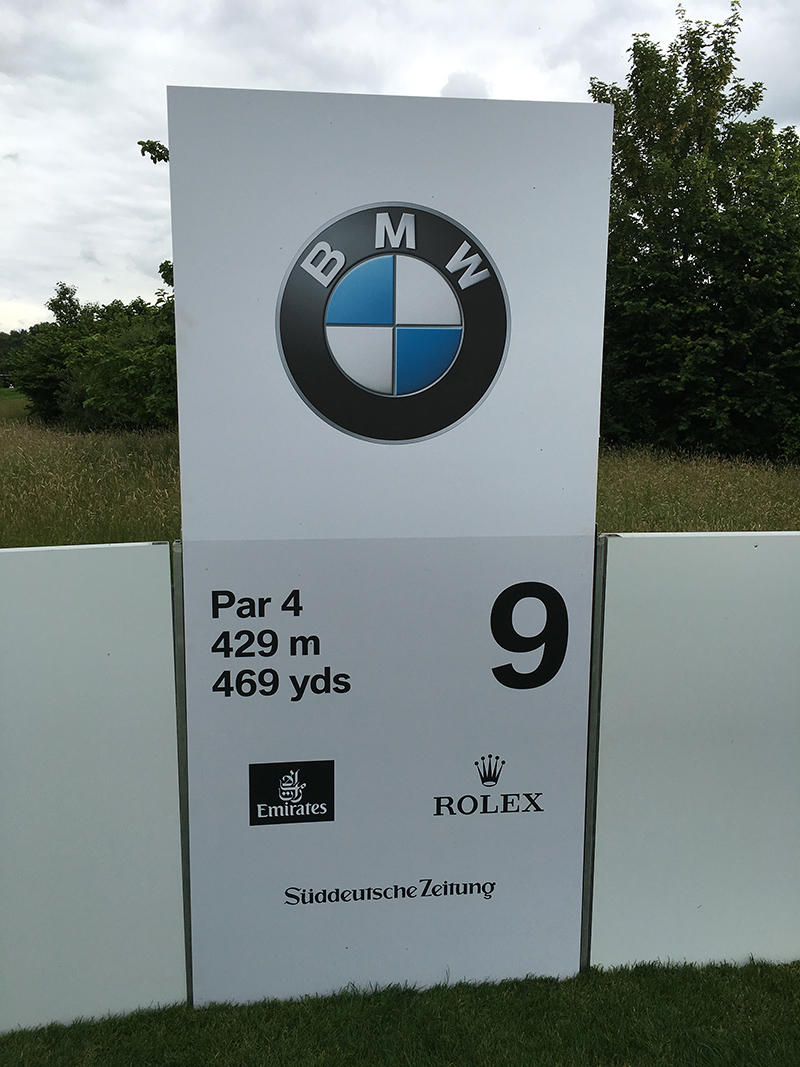 BMW
Par 4
429 m
469 yds
9
Emirates
ROLEX
Süddeutsche Zeitung